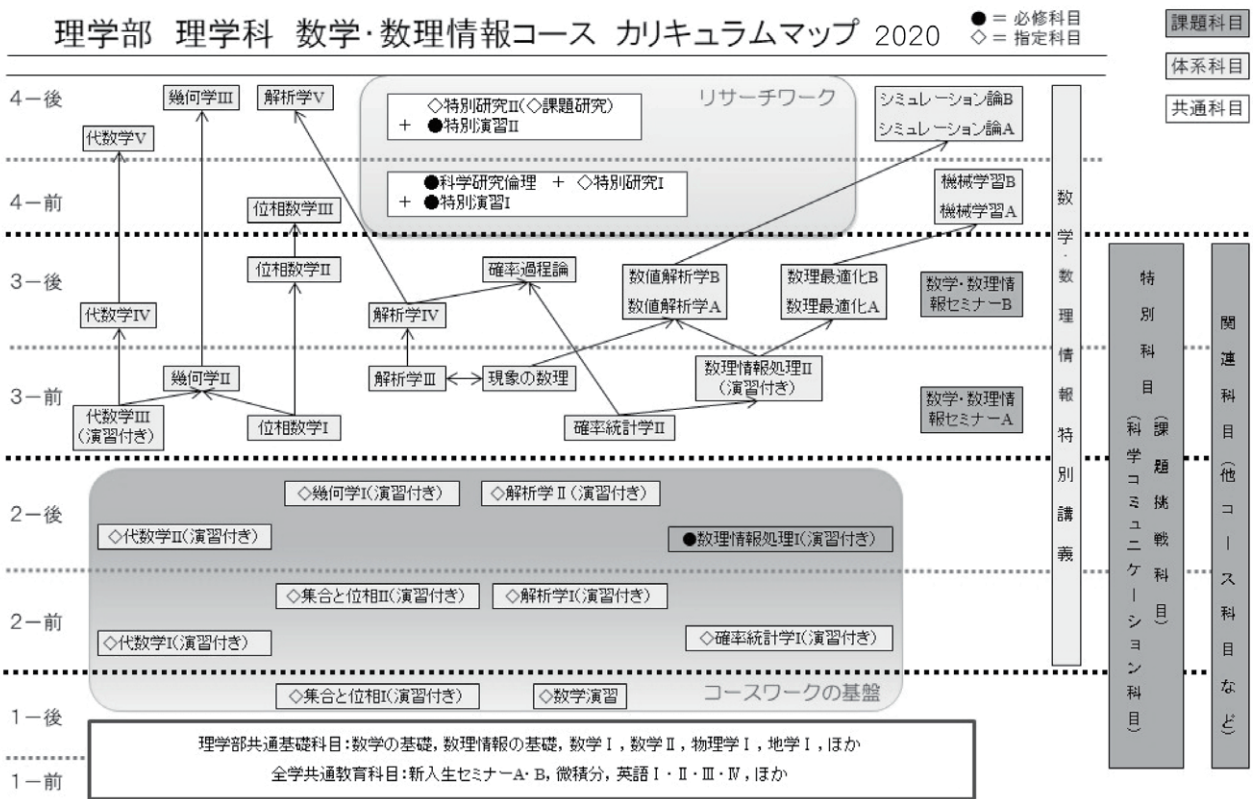 理学部 理学科 数学・数理情報コース カリキュラムマップ 2020
●＝ 必修科目
◇＝ 指定科目
課題科目
体系科目
共通科目
4－後
幾何学III
解析学V
代数学V
リサーチワーク
◇特別研究II(◇課題研究)
＋ ●特別演習II
シミュレーション論B
シミュレーション論A
4－前
位相数学III
●科学研究倫理 ＋ ◇特別研究I
＋ ●特別演習I
機械学習B
機械学習A
3－後
代数学IV
位相数学II
解析学IV
確率過程論
数値解析学B
数値解析学A
数理最適化B
数理最適化A
数学・数理情
報セミナーB
3－前
代数学III
(演習付き)
幾何学II
位相数学I
解析学III
現象の数理
確率統計学II
数理情報処理II
(演習付き)
数学・数理情
報セミナーA
2－後
◇代数学II(演習付き)
◇幾何学I(演習付き)
◇解析学Ⅱ(演習付き)
●数理情報処理I(演習付き)
2－前
◇代数学I(演習付き)
◇集合と位相II(演習付き)
◇解析学I(演習付き)
◇確率統計学I(演習付き)
1－後
◇集合と位相I(演習付き)
◇数学演習
コースワークの基盤
1－前
理学部共通基礎科目：数学の基礎，数理情報の基礎，数学Ⅰ，数学Ⅱ，物理学Ⅰ，地学Ⅰ，ほか
全学共通教育科目：新入生セミナーA・B，微積分，英語Ⅰ・Ⅱ・Ⅲ・Ⅳ，ほか
数学・数理情報特別講義
特別科目(課題挑戦科目)
(科学コミュニケーション科目)
関連科目(他コース科目など)